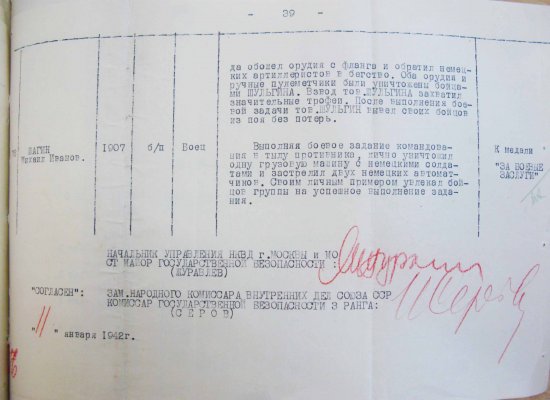 - 39 -
да обошел орудия с фланга и обратил немец-
ких артиллеристов в бегство. Оба орудия и
ручные пулеметчики были уничтожены бойца-
ми ШУЛЬГИНА. Взвод тов.ШУЛЬГИНА захватил
значительные трофеи. После выполнения бое-
вой задачи тов.ШУЛЬГИН вывел своих бойцов
из поя без потерь.
ШАГИН
Михаил Иванов.
1907
б/п
Боец
Выполняя боевое задание командова-
ния в тылу противника, лично уничтожил
одну грузовую машину с немецкими солда-
тами и застрелил двух немецких автомат-
чиков. Своим личным примером увлекал бой-
цов группы на успешное выполнение зада-
ния.
К медали
"ЗА БОЕВЫЕ
ЗАСЛУГИ"
НАЧАЛЬНИК УПРАВЛЕНИЯ НКВД г.МОСКВЫ и МО
СТ МАЙОР ГОСУДАРСТВЕННОЙ БЕЗОПАСНОСТИ :
(ЖУРАВЛЕВ)
"СОГЛАСЕН": ЗАМ.НАРОДНОГО КОМИССАРА ВНУТРЕННИХ ДЕЛ СОЮЗА ССР
КОМИССАР ГОСУДАРСТВЕННОЙ БЕЗОПАСНОСТИ 3 РАНГА:
(СЕРОВ)
"11" января 1942г.